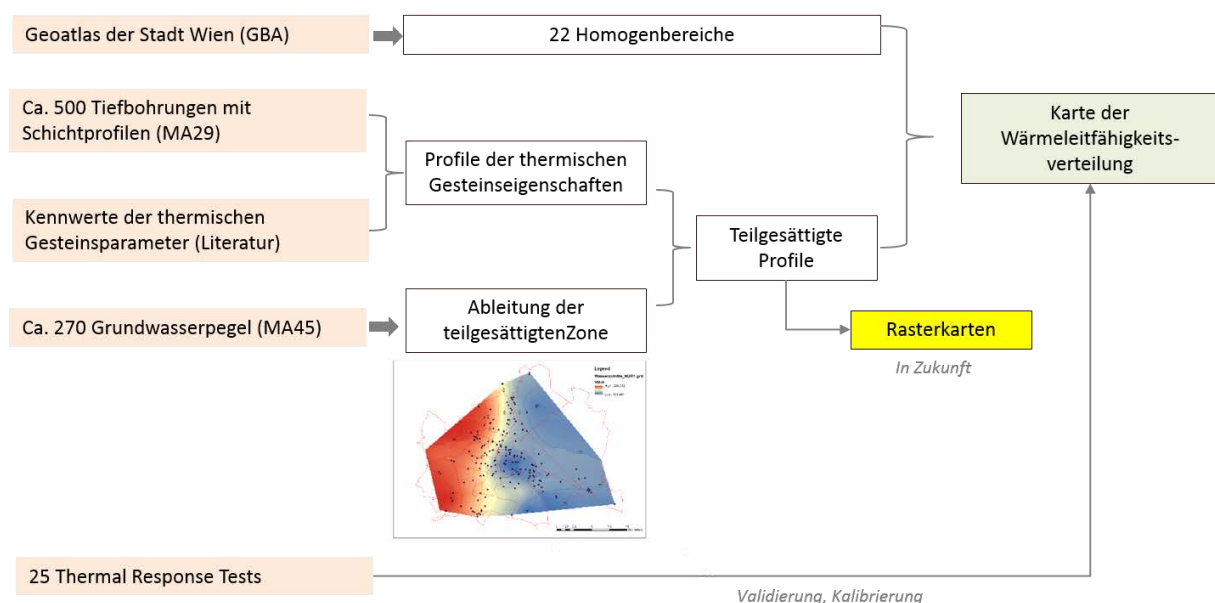 Geoatlas der Stadt Wien (GBA)
22 Homogenbereiche
Ca. 500 Tiefbohrungen mit
Schichtprofilen (MA29)
Karte der
Wärmeleitfähigkeits-
verteilung
Profile der thermischen
Gesteinseigenschaften
Kennwerte der thermischen
Gesteinsparameter (Literatur)
Teilgesättigte
Profile
Ca. 270 Grundwasserpegel (MA45)
Ableitung der
teilgesättigtenZone
Rasterkarten
In Zukunft
Legend
Value
25 Thermal Response Tests
Validierung, Kalibrierung